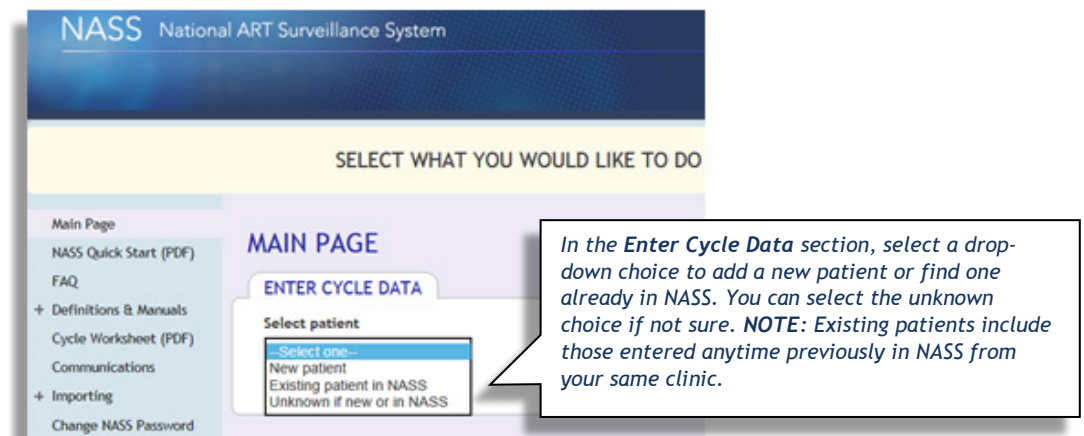 NASS National ART Surveillance System
SELECT WHAT YOU WOULD LIKE TO DO
Main Page
NASS Quick Start (PDF)
FAQ
+ Definitions & Manuals
Cycle Worksheet (PDF)
Communications
+ Importing
Change NASS Password
MAIN PAGE
ENTER CYCLE DATA
Select patient
--Select one--
New patient
Existing patient in NASS
Unknown if new or in NASS
In the Enter Cycle Data section, select a drop-
down choice to add a new patient or find one
already in NASS. You can select the unknown
choice if not sure. NOTE: Existing patients include
those entered anytime previously in NASS from
your same clinic.